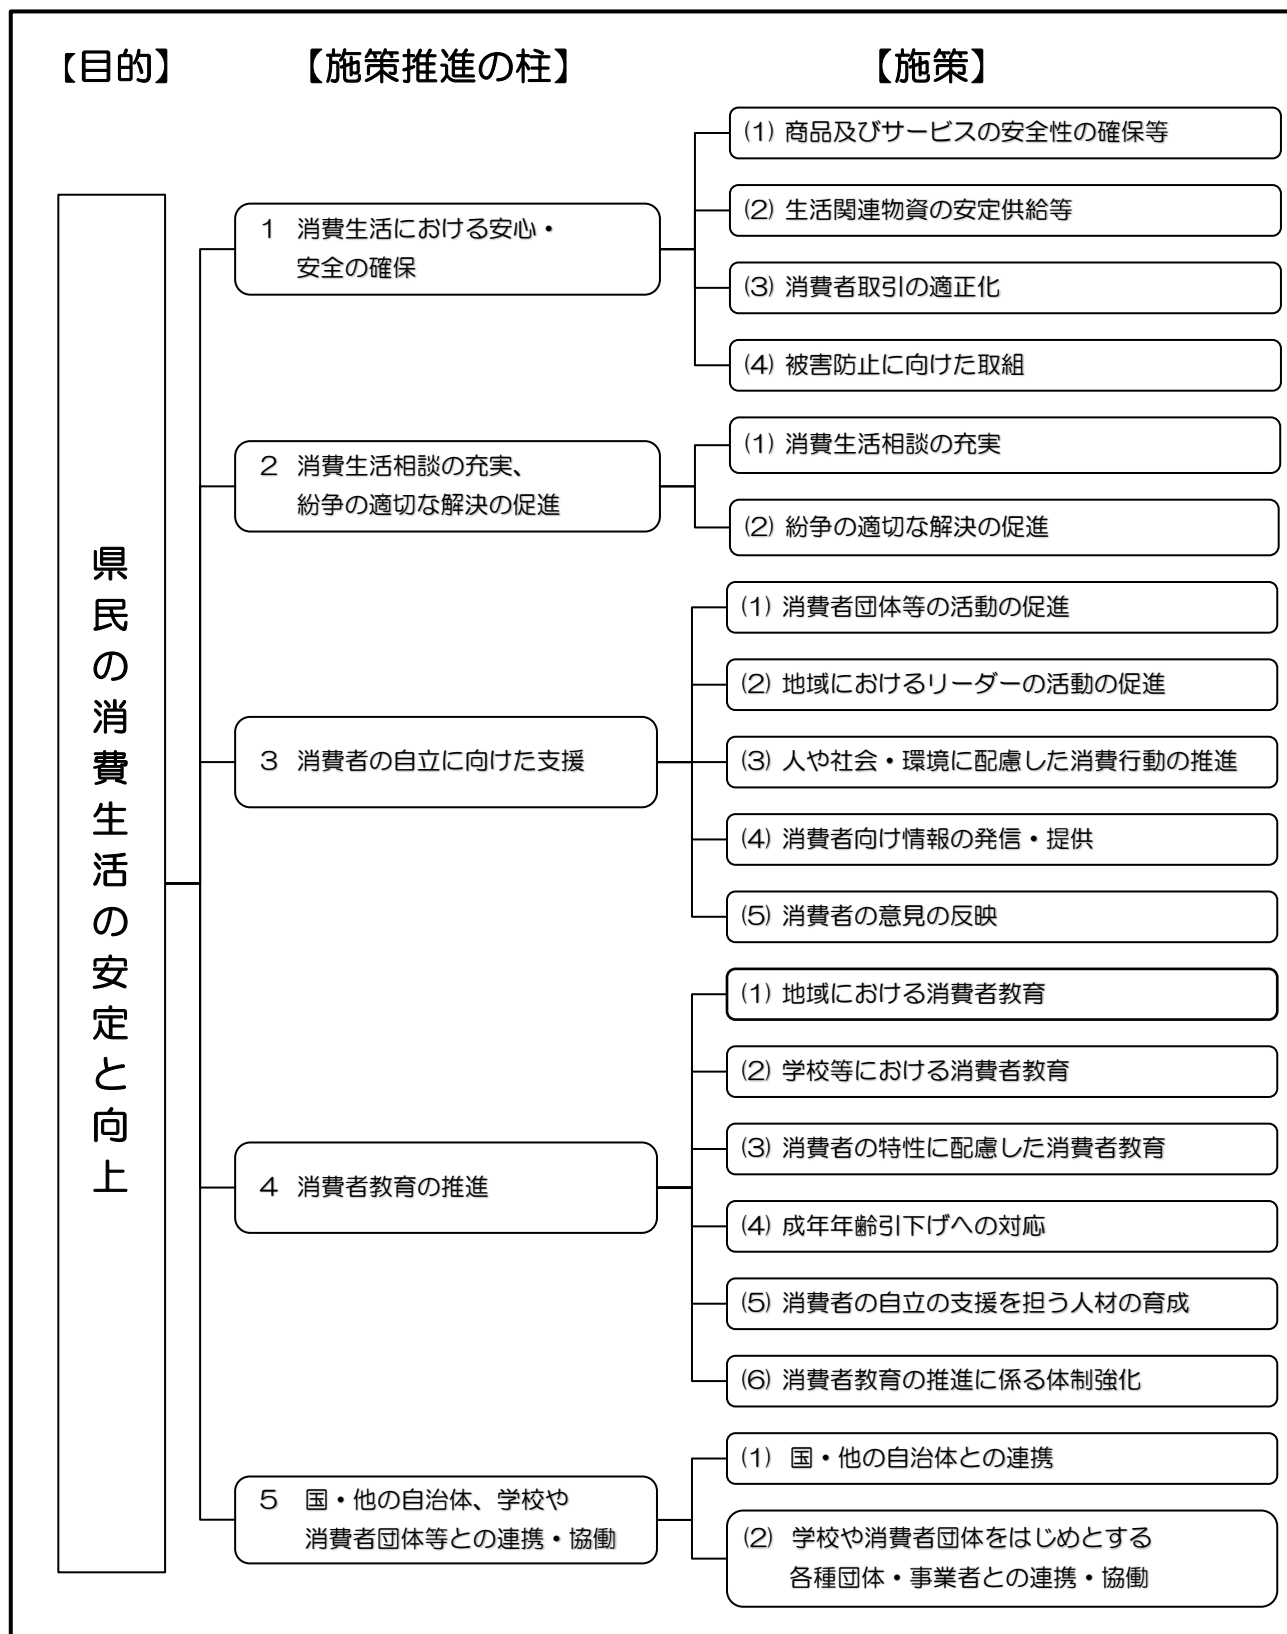 【目的】 【施策推進の柱】 【施策】
県民の消費生活の安定と向上
1 消費生活における安心・
安全の確保
(1) 商品及びサービスの安全性の確保等
(2) 生活関連物資の安定供給等
(3) 消費者取引の適正化
(4) 被害防止に向けた取組
2 消費生活相談の充実、
紛争の適切な解決の促進
(1) 消費生活相談の充実
(2) 紛争の適切な解決の促進
3 消費者の自立に向けた支援
(1) 消費者団体等の活動の促進
(2) 地域におけるリーダーの活動の促進
(3) 人や社会・環境に配慮した消費行動の推進
(4) 消費者向け情報の発信・提供
(5) 消費者の意見の反映
4 消費者教育の推進
(1) 地域における消費者教育
(2) 学校等における消費者教育
(3) 消費者の特性に配慮した消費者教育
(4) 成年年齢引下げへの対応
(5) 消費者の自立の支援を担う人材の育成
(6) 消費者教育の推進に係る体制強化
5 国・他の自治体、学校や
消費者団体等との連携・協働
(1) 国・他の自治体との連携
(2) 学校や消費者団体をはじめとする
各種団体・事業者との連携・協働